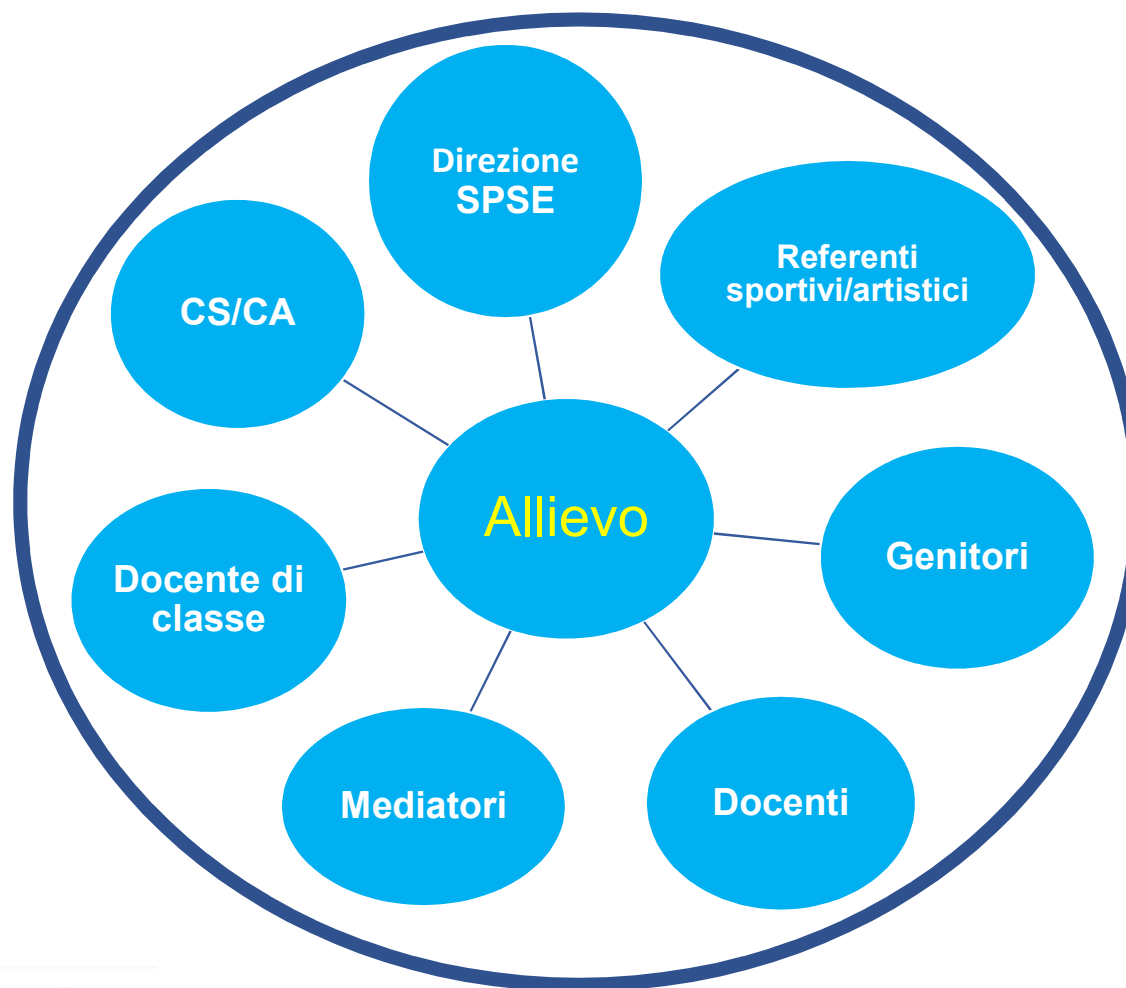 Direzione
SPSE
Referenti
sportivi/artistici
CS/CA
Allievo
Genitori
Docente di
classe
Mediatori
Docenti